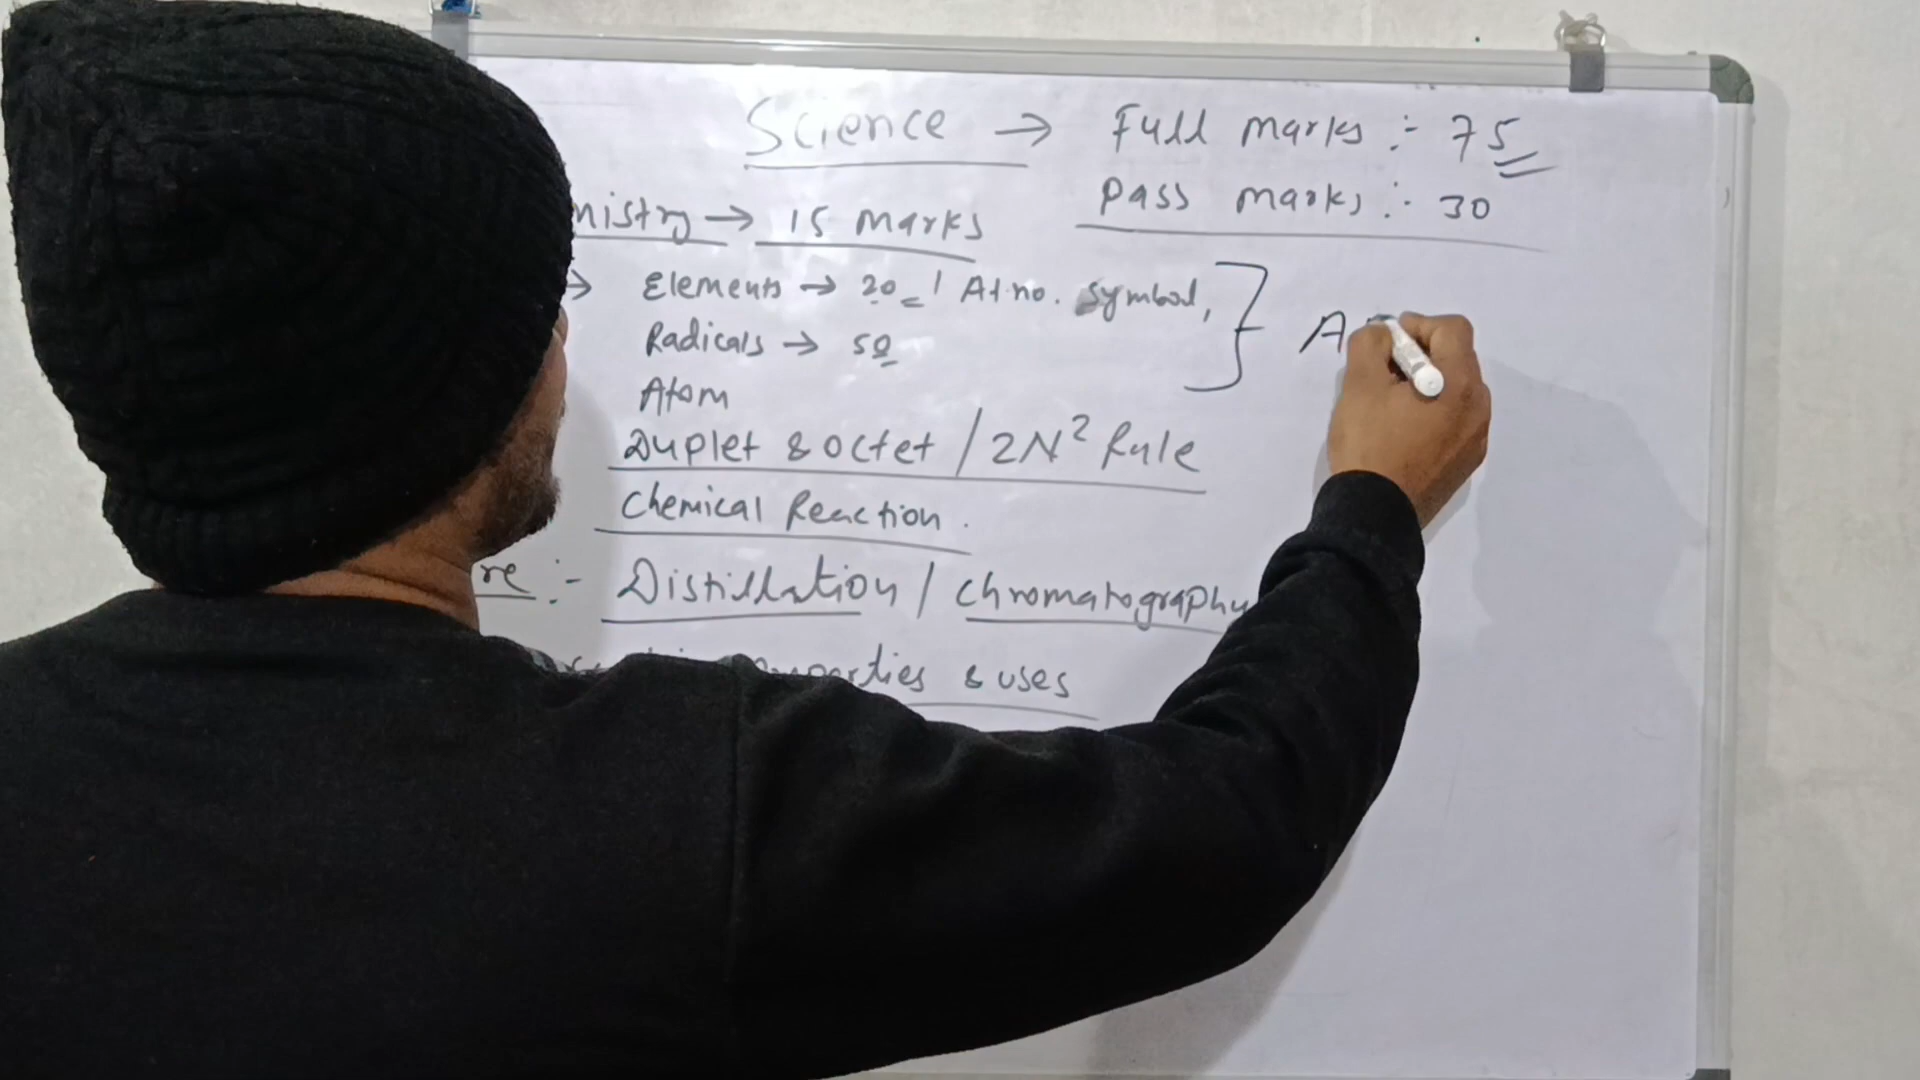 Science → Full marks :- 75
Pass marks :- 30
mistry → 15 marks
→ Elements → 20 / At.no. symbol,
Radicals → 50
Atom
Duplet & Octet / 2N² Rule
Chemical Reaction.
re :- Distillation / Chromatography
properties & uses
A